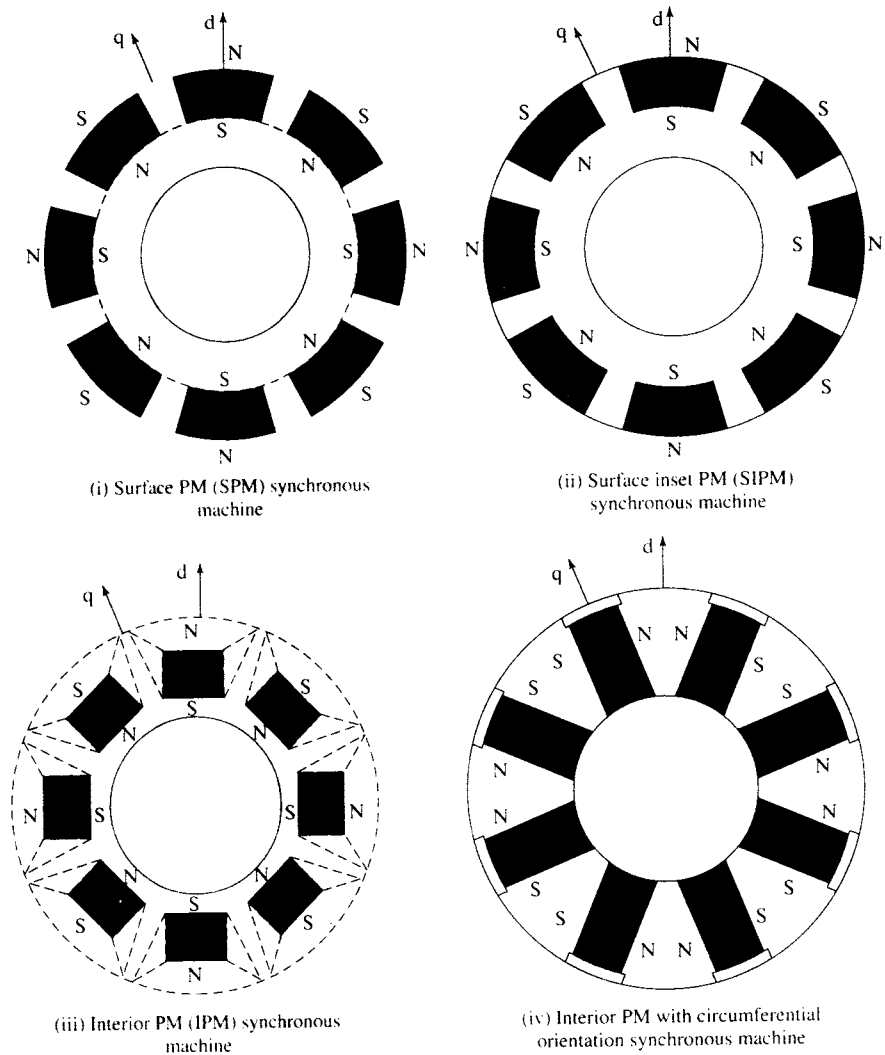 d
q
N
N
S
S
S
S
N
N
N
S
S
N
N
N
S
S
S
N
(i) Surface PM (SPM) synchronous
machine
d
q
N
S
S
S
N
N
N
S
S
N
N
N
S
S
S
N
(ii) Surface inset PM (SIPM)
synchronous machine
d
q
N
S
S
S
N
N
N
S
S
N
N
N
S
S
S
N
(iii) Interior PM (IPM) synchronous
machine
d
q
N
N
S
S
S
S
N
N
N
N
S
S
S
S
N
N
(iv) Interior PM with circumferential
orientation synchronous machine